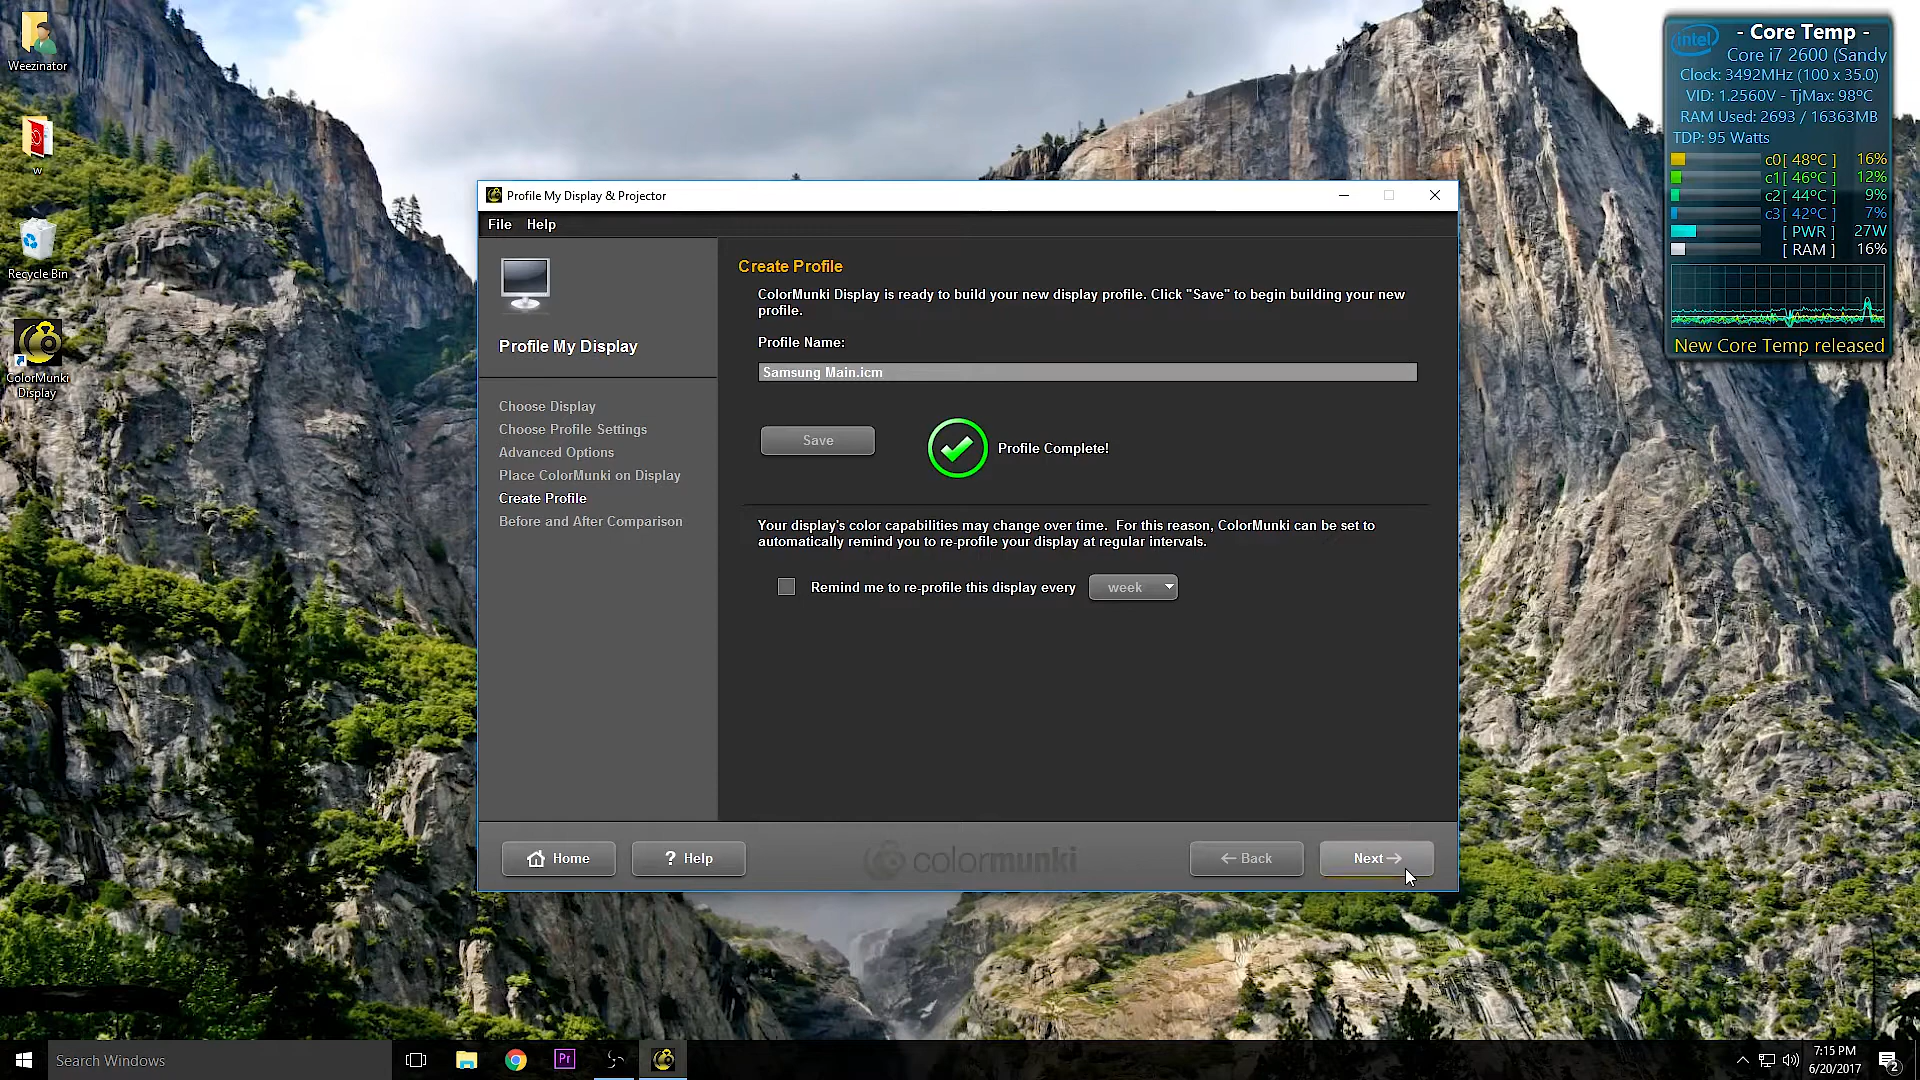 Weezinator
w
Recycle Bin
ColorMunki
Display
intel
- Core Temp -
Core i7 2600 (Sandy
Clock: 3492MHz (100 x 35.0)
VID: 1.2560V - TjMax: 98ºC
RAM Used: 2693 / 16363MB
TDP: 95 Watts
c0[ 48ºC ] 16%
c1[ 46ºC ] 12%
c2[ 44ºC ] 9%
c3[ 42ºC ] 7%
[ PWR ] 27W
[ RAM ] 16%
New Core Temp released
Profile My Display & Projector
File Help
Profile My Display
Choose Display
Choose Profile Settings
Advanced Options
Place ColorMunki on Display
Create Profile
Before and After Comparison
Create Profile
ColorMunki Display is ready to build your new display profile. Click "Save" to begin building your new
profile.
Profile Name:
Samsung Main.icm
Save
Profile Complete!
Your display's color capabilities may change over time. For this reason, ColorMunki can be set to
automatically remind you to re-profile your display at regular intervals.
Remind me to re-profile this display every week
Home
? Help
colormunki
Back
Next
Search Windows
Pr
7:15 PM
6/20/2017
2